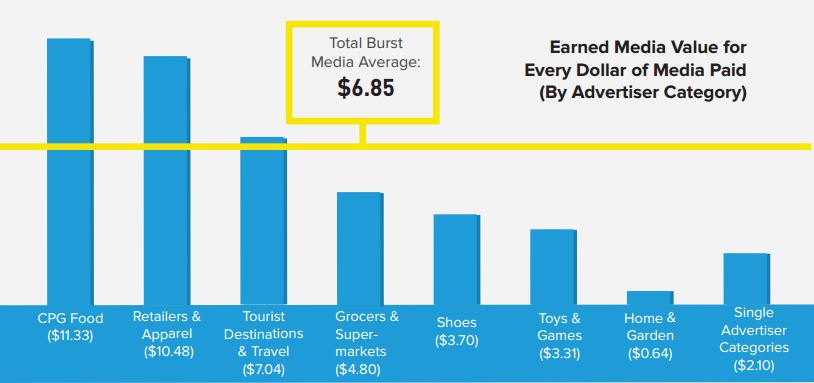 Total Burst
Media Average:
$6.85
Earned Media Value for
Every Dollar of Media Paid
(By Advertiser Category)
CPG Food
($11.33)
Retailers &
Apparel
($10.48)
Tourist
Destinations
& Travel
($7.04)
Grocers &
Super-
markets
($4.80)
Shoes
($3.70)
Toys &
Games
($3.31)
Home &
Garden
($0.64)
Single
Advertiser
Categories
($2.10)